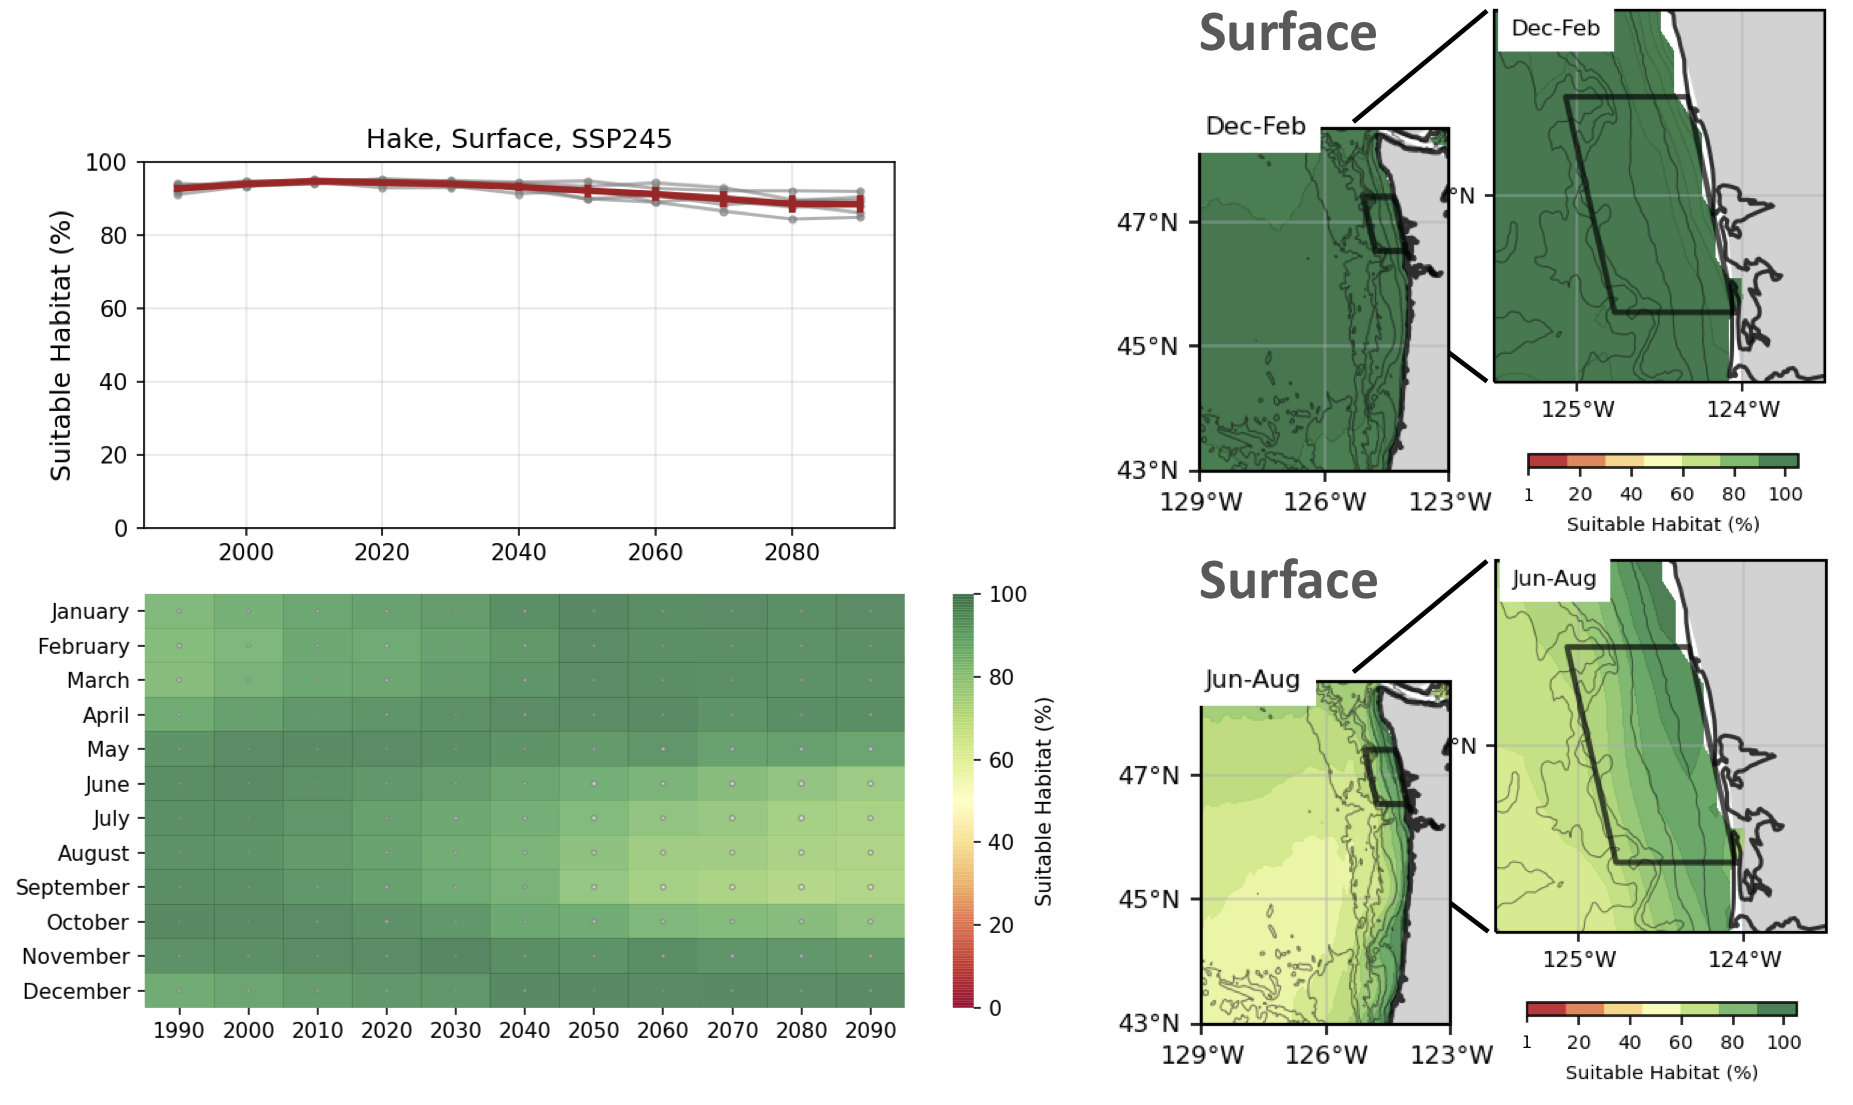 Hake, Surface, SSP245
Suitable Habitat (%)
100
80
60
40
20
0
2000 2020 2040 2060 2080
January
February
March
April
May
June
July
August
September
October
November
December
1990 2000 2010 2020 2030 2040 2050 2060 2070 2080 2090
100
80
60
40
20
0
Suitable Habitat (%)
Surface
Dec-Feb
47°N
45°N
43°N
129°W 126°W 123°W
Dec-Feb
°N
125°W 124°W
1 20 40 60 80 100
Suitable Habitat (%)
Surface
Jun-Aug
47°N
45°N
43°N
129°W 126°W 123°W
Jun-Aug
°N
125°W 124°W
1 20 40 60 80 100
Suitable Habitat (%)